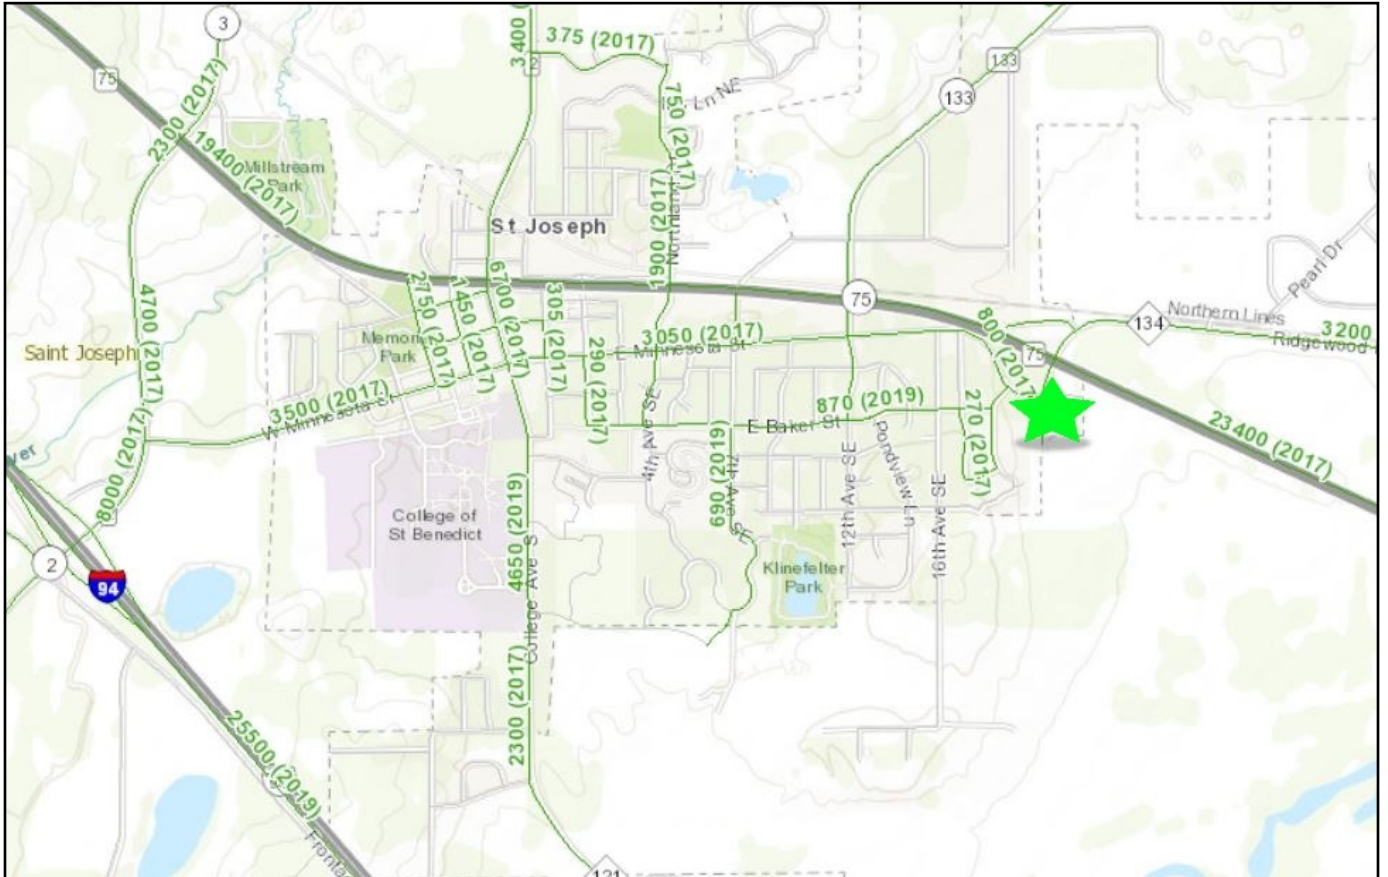 3
75
2300 (2017)
19400 (2017)
Millstream
Park
3400
2
375 (2017)
Ln NE
750 (2017)
133
133
St Joseph
1900 (2017)
Northland
4700 (2017)
Saint Joseph
2750 (2017)
1450 (2017)
6700 (2017)
305 (2017)
290 (2017)
3050 (2017)
E Minnesota St
Park
75
800 (2017)
75
134
Northern Lines
Pearl Dr
3200
Ridgewood
3500 (2017)
W Minnesota St
8000 (2017)
4th Ave SE
E Baker St
870 (2019)
270 (2017)
23400 (2017)
690 (2019)
7th Ave SE
12th Ave SE
Pondview Ln
16th Ave SE
College of
St Benedict
4650 (2019)
College Ave S
Klinefelter
Park
2
94
2300 (2017)
25500 (2019)
121